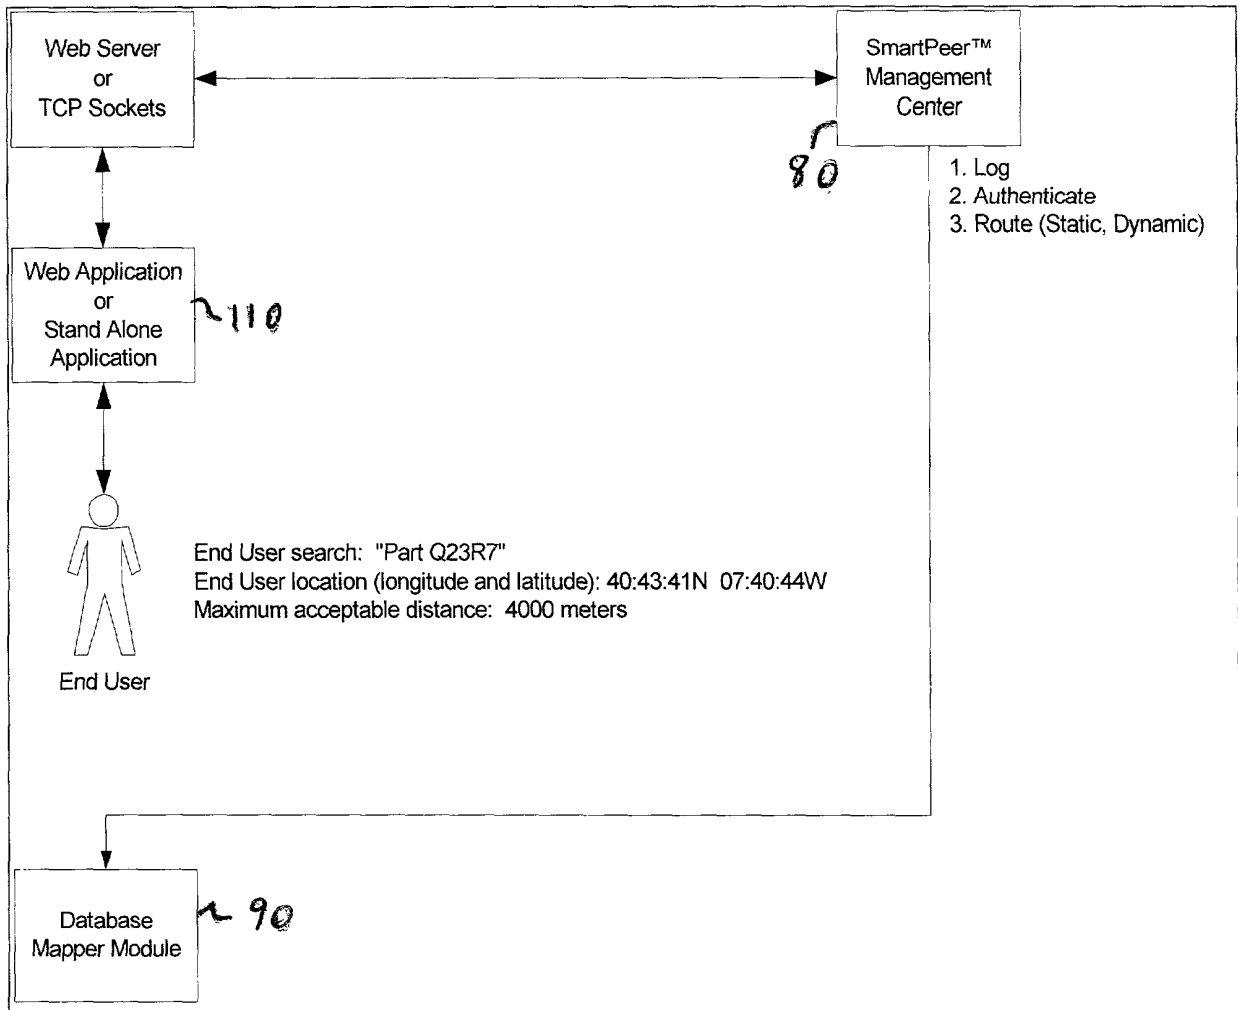 Web Server
or
TCP Sockets
SmartPeer™
Management
Center
80
1. Log
2. Authenticate
3. Route (Static, Dynamic)
Web Application
or
Stand Alone
Application
110
End User search: "Part Q23R7"
End User location (longitude and latitude): 40:43:41N 07:40:44W
Maximum acceptable distance: 4000 meters
End User
Database
Mapper Module
90